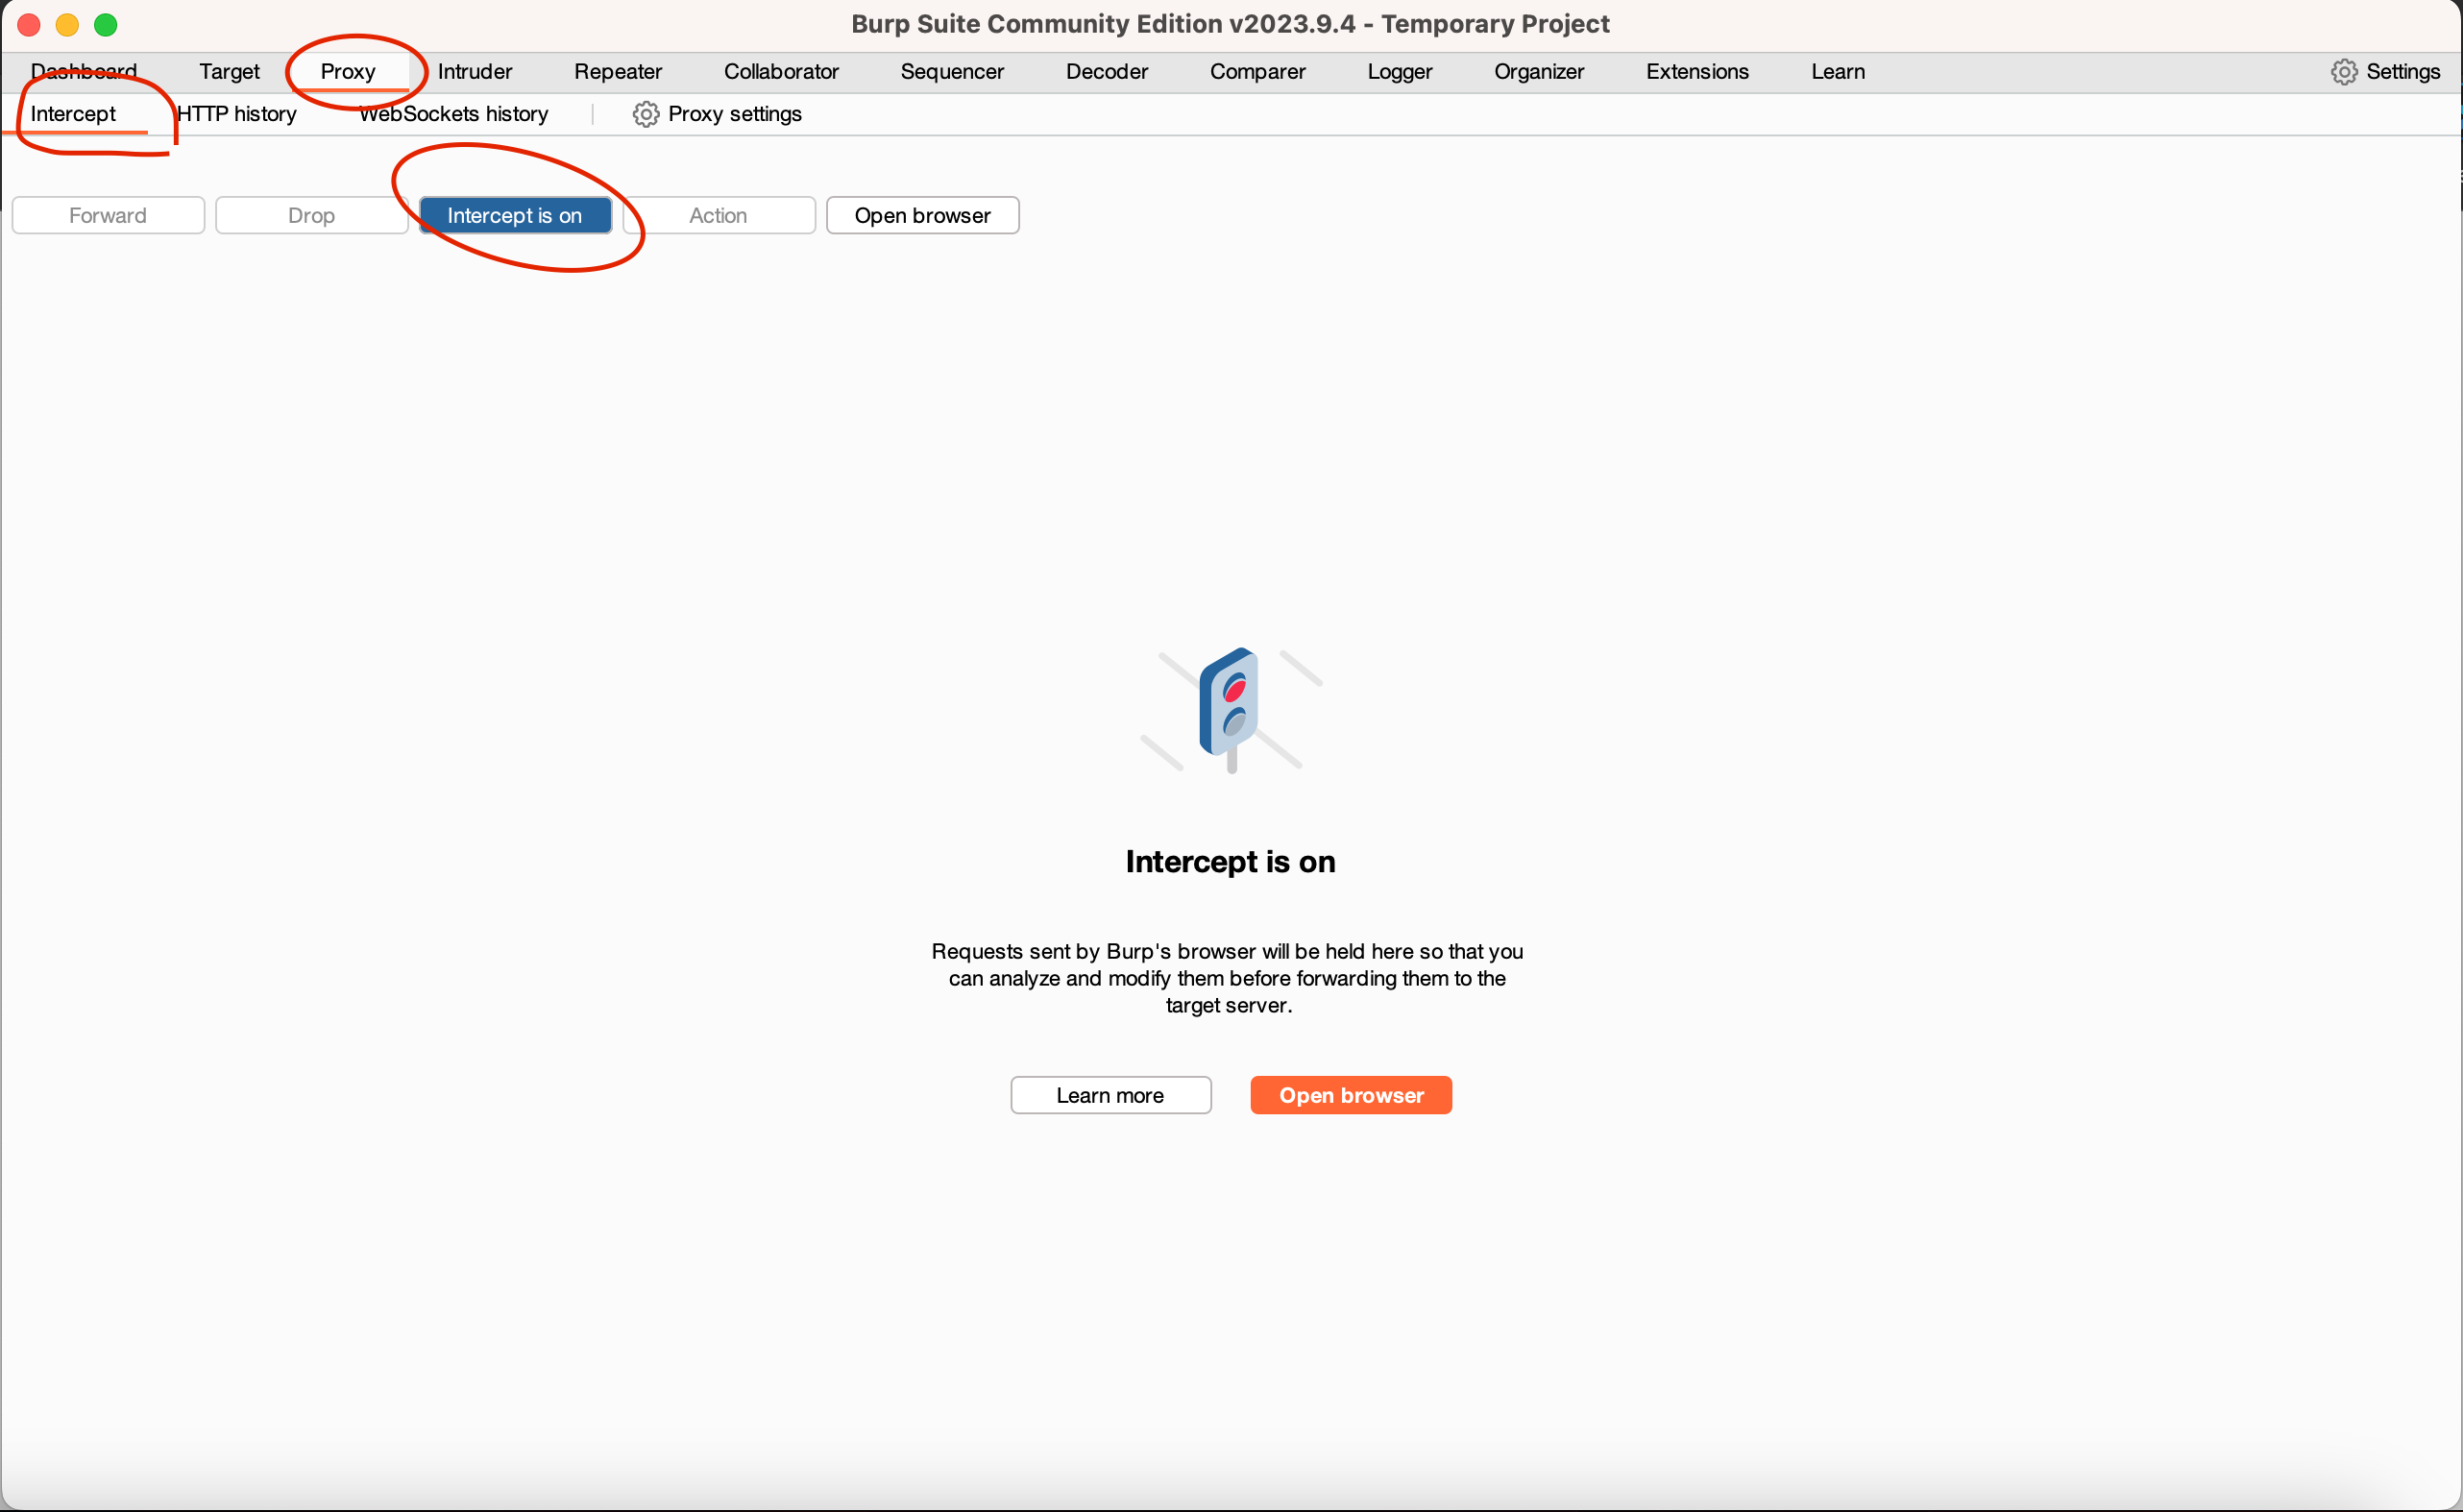 Burp Suite Community Edition v2023.9.4 - Temporary Project
Dashboard Target Proxy Intruder Repeater Collaborator Sequencer Decoder Comparer Logger Organizer Extensions Learn Settings
Intercept HTTP history WebSockets history Proxy settings
Forward Drop Intercept is on Action Open browser
Intercept is on
Requests sent by Burp's browser will be held here so that you
can analyze and modify them before forwarding them to the
target server.
Learn more Open browser